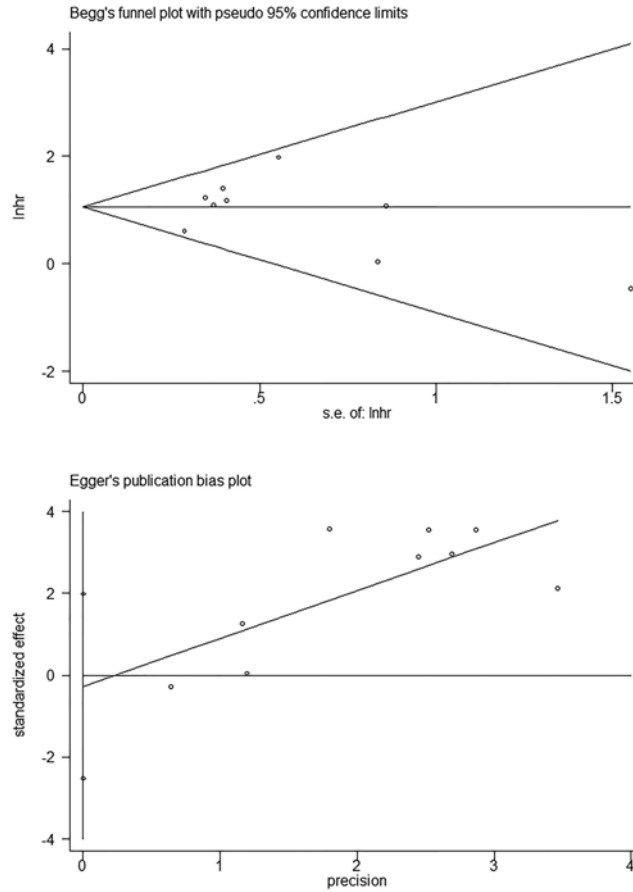 Begg's funnel plot with pseudo 95% confidence limits
4
2
0
-2
lnhr
0 .5 1 1.5
s.e. of: lnhr
Egger's publication bias plot
4
2
0
-2
-4
standardized effect
0 1 2 3 4
precision